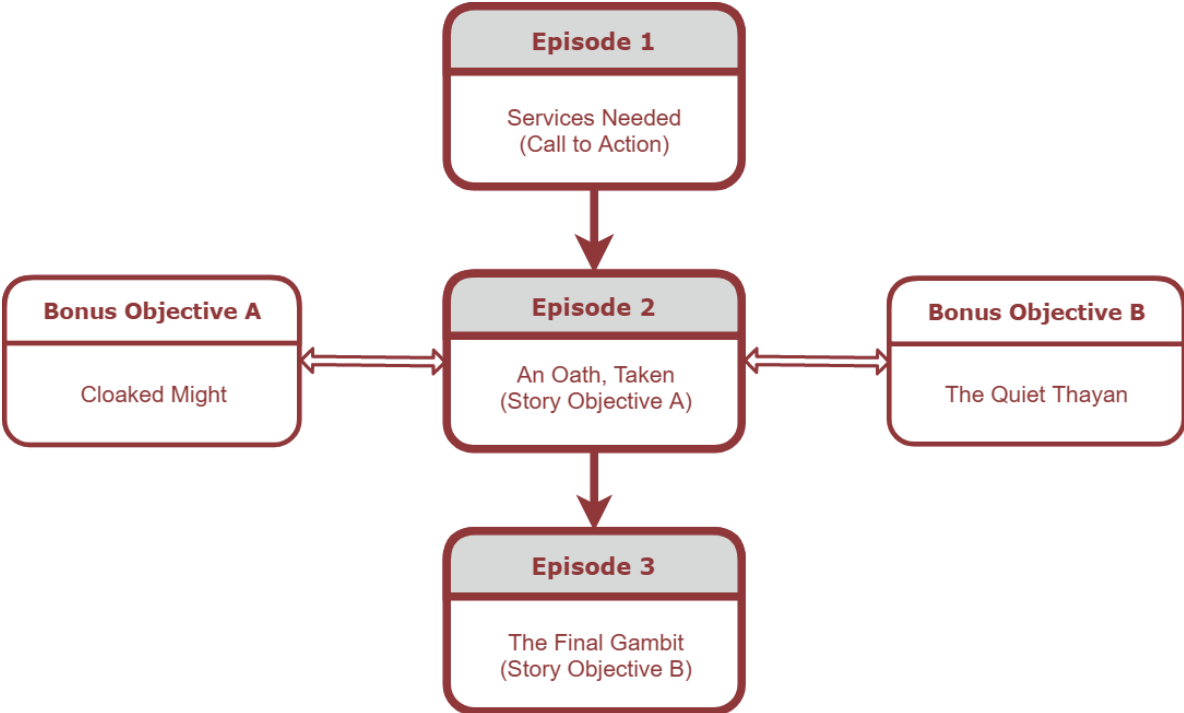 Episode 1
Services Needed
(Call to Action)
Bonus Objective A
Cloaked Might
Episode 2
An Oath, Taken
(Story Objective A)
Bonus Objective B
The Quiet Thayan
Episode 3
The Final Gambit
(Story Objective B)